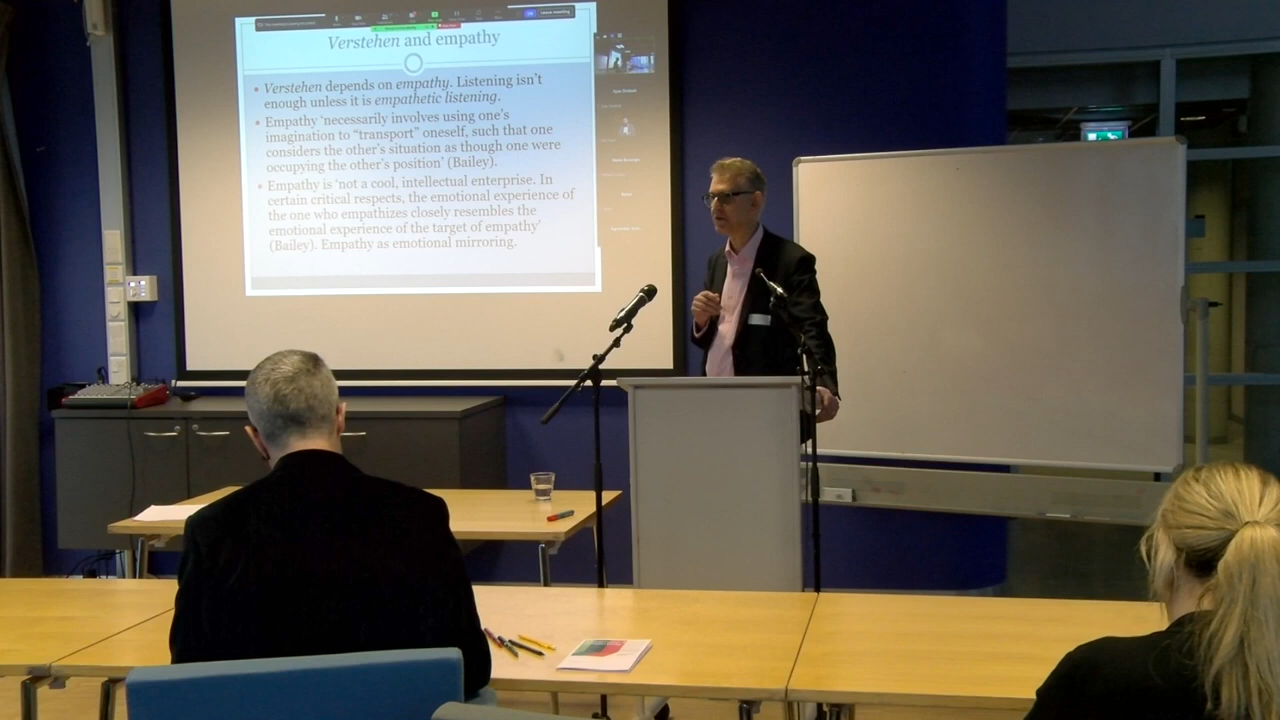 Leave meeting
Verstehen and empathy
• Verstehen depends on empathy. Listening isn't
enough unless it is empathetic listening.
• Empathy 'necessarily involves using one's
imagination to "transport" oneself, such that one
considers the other's situation as though one were
occupying the other's position' (Bailey).
• Empathy is 'not a cool, intellectual enterprise. In
certain critical respects, the emotional experience of
the one who empathizes closely resembles the
emotional experience of the target of empathy'
(Bailey). Empathy as emotional mirroring.